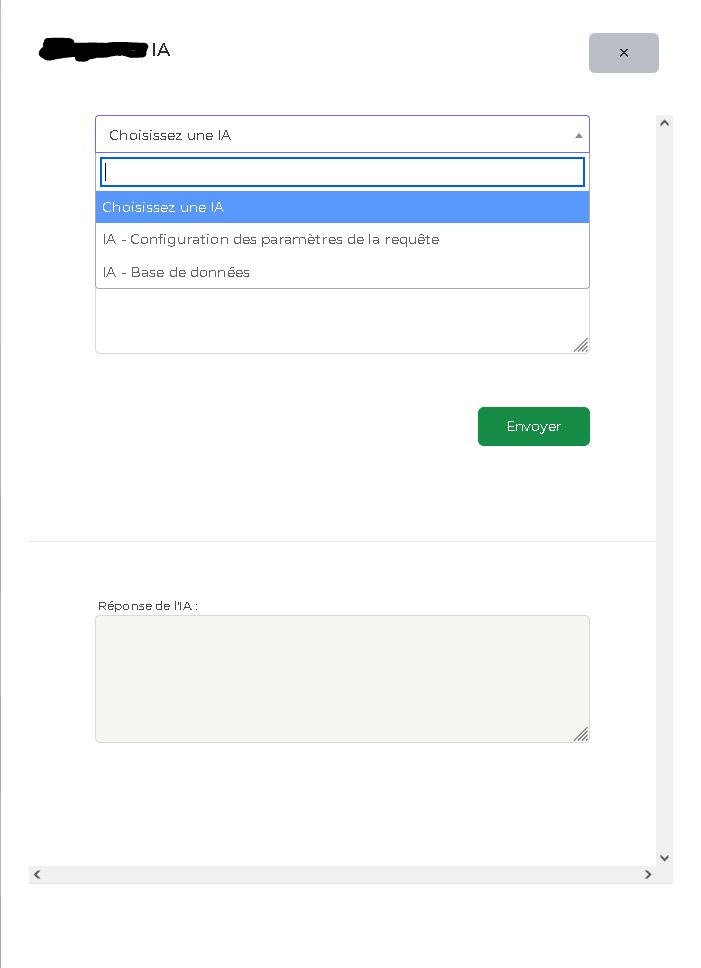 IA
×
Choisissez une IA
Choisissez une IA
IA - Configuration des paramètres de la requête
IA - Base de données
Envoyer
Réponse de l'IA :